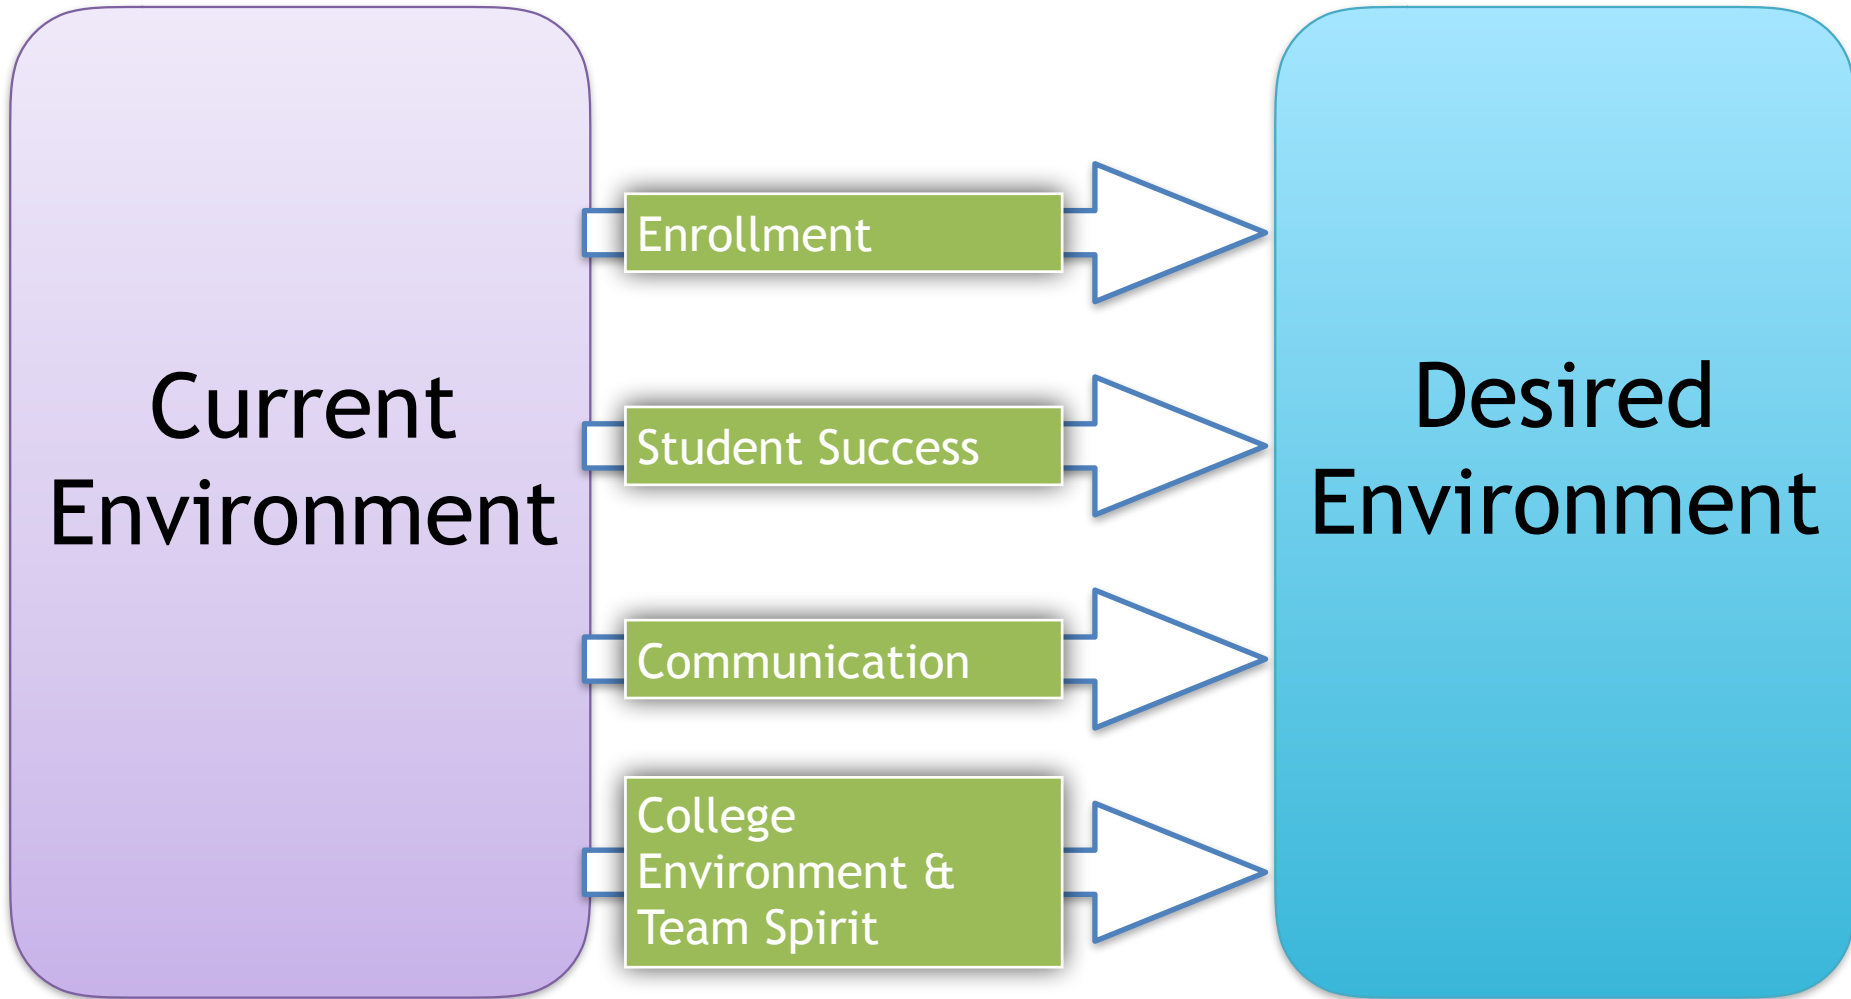 Current
Environment
Enrollment
Student Success
Communication
College
Environment &
Team Spirit
Desired
Environment